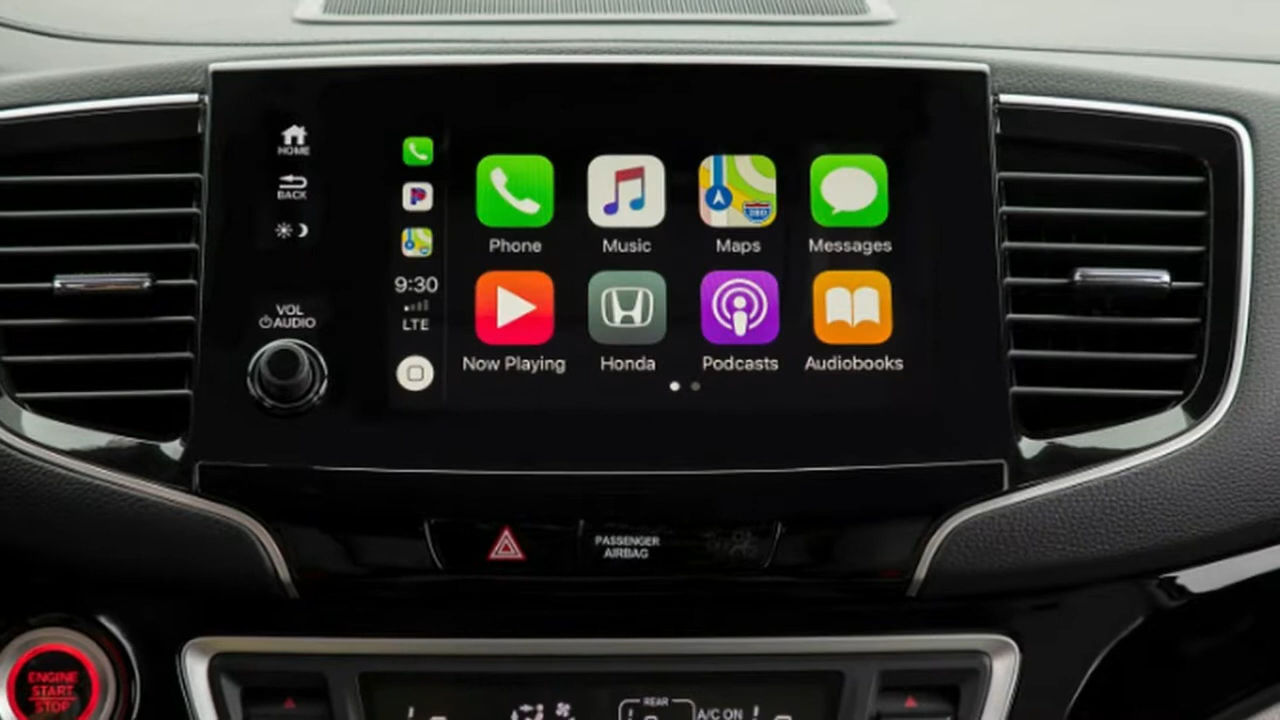 HOME
BACK
VOL
AUDIO
9:30
LTE
Phone
Music
Maps
280
Messages
Now Playing
Honda
Podcasts
Audiobooks
PASSENGER
AIRBAG
ENGINE
START
STOP
REAR
A/C ON